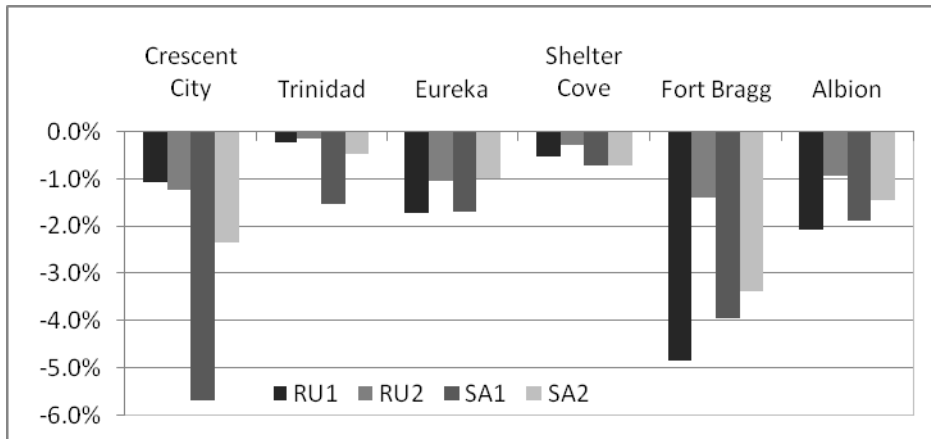 Crescent City
Trinidad
Eureka
Shelter Cove
Fort Bragg
Albion
0.0%
-1.0%
-2.0%
-3.0%
-4.0%
-5.0%
-6.0%
RU1 RU2 SA1 SA2